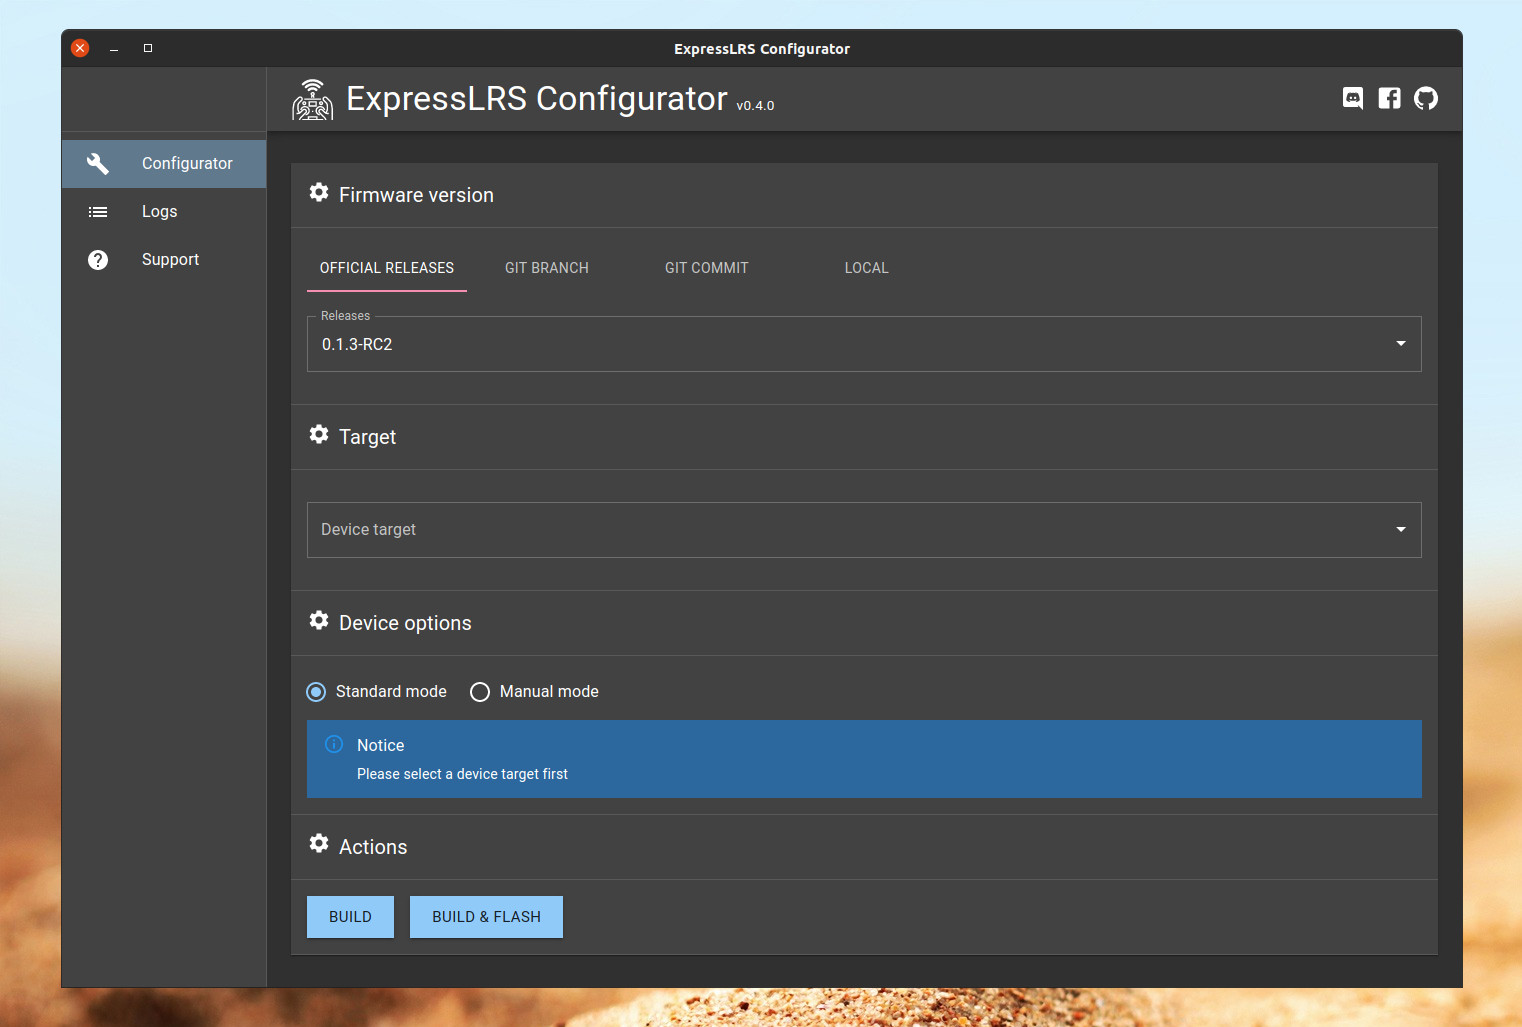 ExpressLRS Configurator
ExpressLRS Configurator v0.4.0
Configurator
Logs
Support
Firmware version
OFFICIAL RELEASES GIT BRANCH GIT COMMIT LOCAL
Releases
0.1.3-RC2
Target
Device target
Device options
Standard mode Manual mode
Notice
Please select a device target first
Actions
BUILD BUILD & FLASH